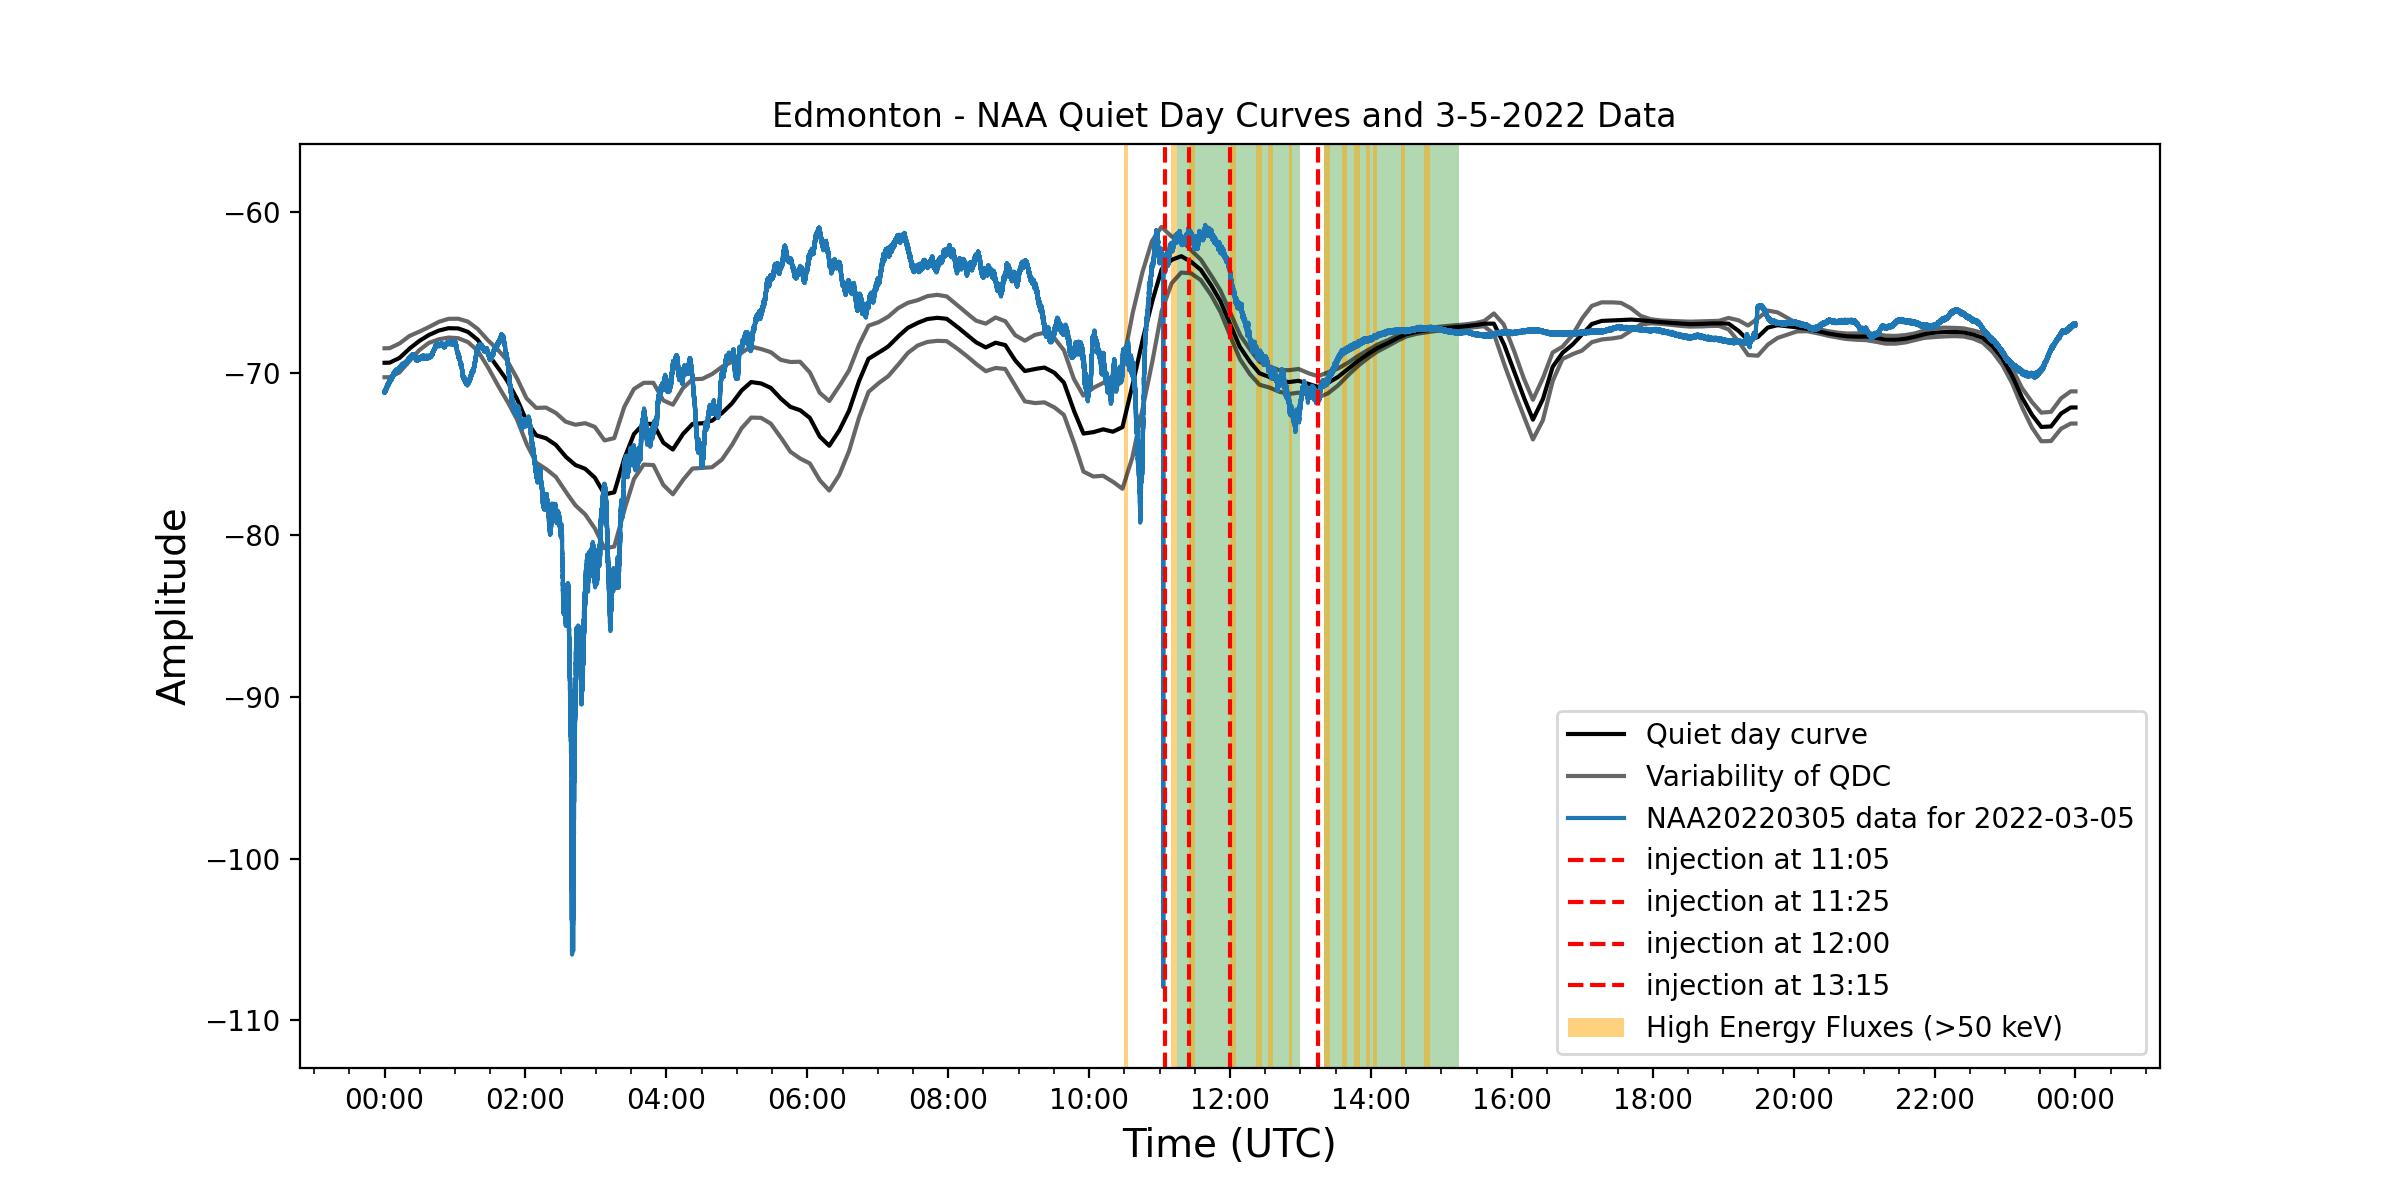 Edmonton - NAA Quiet Day Curves and 3-5-2022 Data
Amplitude
−60
−70
−80
−90
−100
−110
Quiet day curve
Variability of QDC
NAA20220305 data for 2022-03-05
injection at 11:05
injection at 11:25
injection at 12:00
injection at 13:15
High Energy Fluxes (>50 keV)
00:00 02:00 04:00 06:00 08:00 10:00 12:00 14:00 16:00 18:00 20:00 22:00 00:00
Time (UTC)